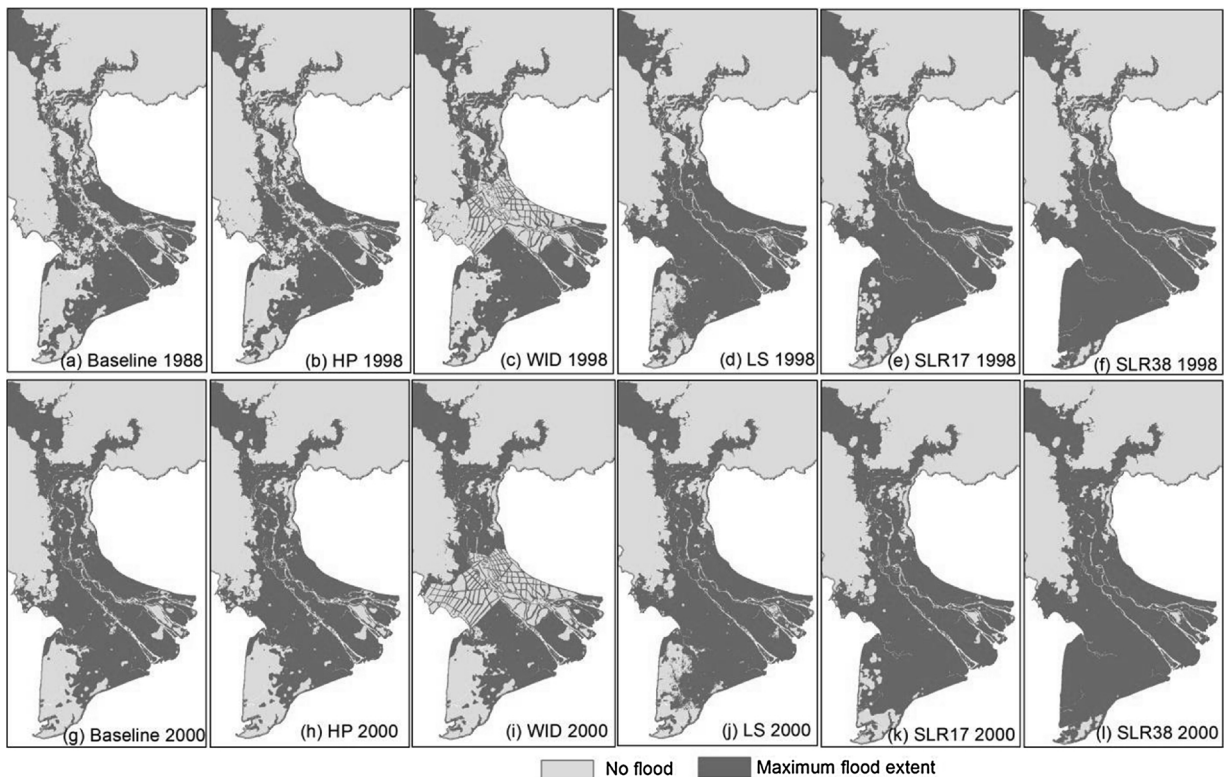 (a) Baseline 1988
(b) HP 1998
(c) WID 1998
(d) LS 1998
(e) SLR17 1998
(f) SLR38 1998
(g) Baseline 2000
(h) HP 2000
(i) WID 2000
(j) LS 2000
(k) SLR17 2000
(l) SLR38 2000
No flood
Maximum flood extent